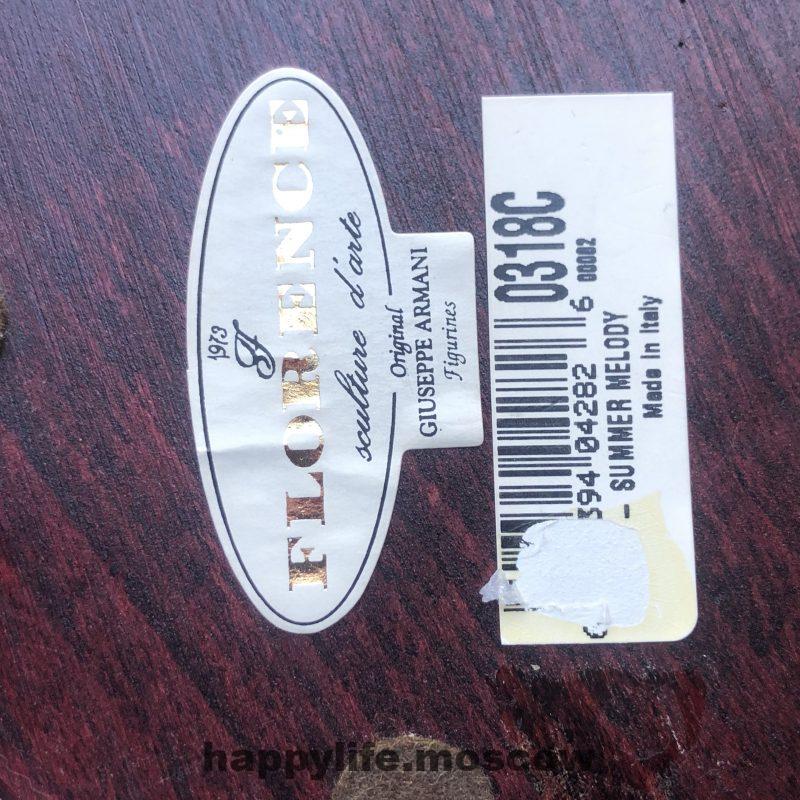 1973
F
FLORENCE
sculture d'arte
Original
GIUSEPPE ARMANI
Figurines
0318C
394 04282 6 00002
- SUMMER MELODY
Made in Italy
happylife.moscow